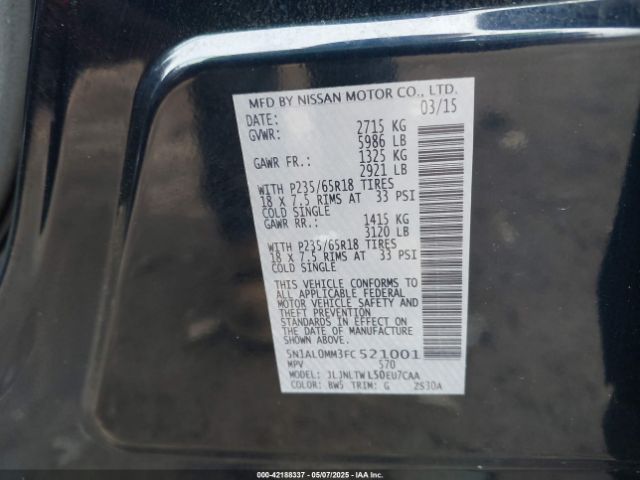 MFD BY NISSAN MOTOR CO., LTD.
DATE: 03/15
GVWR: 2715 KG
5986 LB
GAWR FR.: 1325 KG
2921 LB
WITH P235/65R18 TIRES
18 X 7.5 RIMS AT 33 PSI
COLD SINGLE
GAWR RR.: 1415 KG
3120 LB
WITH P235/65R18 TIRES
18 X 7.5 RIMS AT 33 PSI
COLD SINGLE
THIS VEHICLE CONFORMS TO
ALL APPLICABLE FEDERAL
MOTOR VEHICLE SAFETY AND
THEFT PREVENTION
STANDARDS IN EFFECT ON
THE DATE OF MANUFACTURE
SHOWN ABOVE.
5N1AL0MM3FC521001
MPV 570
MODEL: JLJNLTWL50EU7CAA
COLOR: BW5 TRIM: G 2S30A
000-42188337 - 05/07/2025 - IAA Inc.